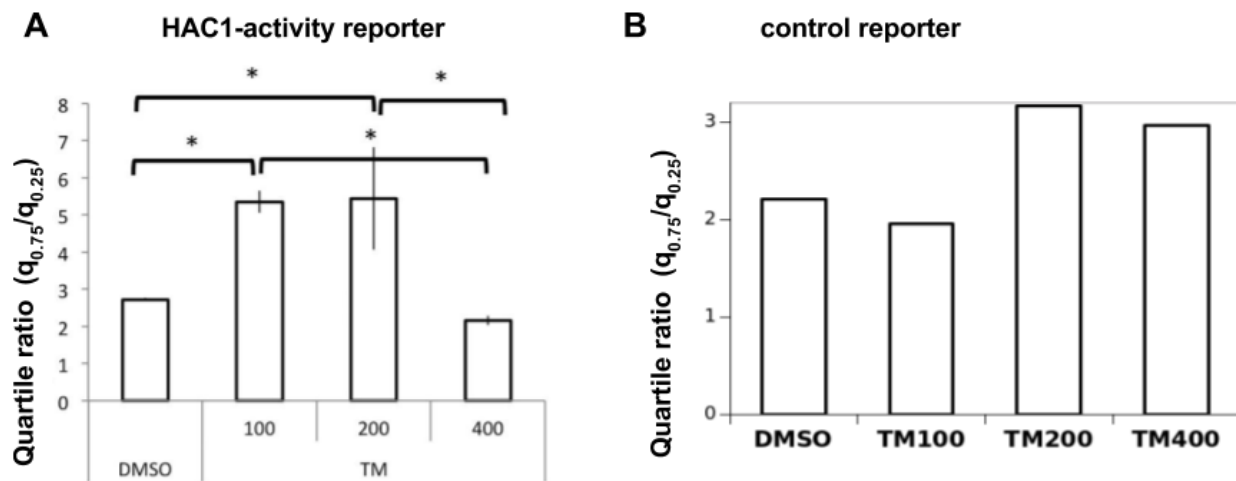 A HAC1-activity reporter
*
*
*
*
Quartile ratio (q0.75/q0.25)
8
7
6
5
4
3
2
1
0
100 200 400
DMSO TM
B control reporter
Quartile ratio (q0.75/q0.25)
3
2
1
0
DMSO TM100 TM200 TM400